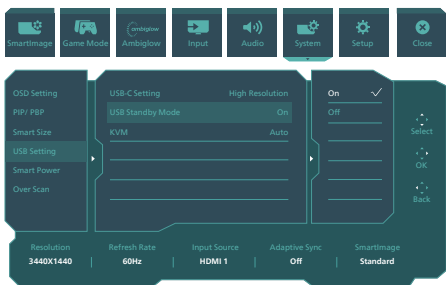 ambiglow
SmartImage Game Mode Ambiglow Input Audio System Setup Close
OSD Setting
PIP/ PBP
Smart Size
USB Setting
Smart Power
Over Scan
USB-C Setting High Resolution
USB Standby Mode On
KVM Auto
On
Off
Select
OK
Back
Resolution Refresh Rate Input Source Adaptive Sync SmartImage
3440X1440 | 60Hz | HDMI 1 | Off | Standard